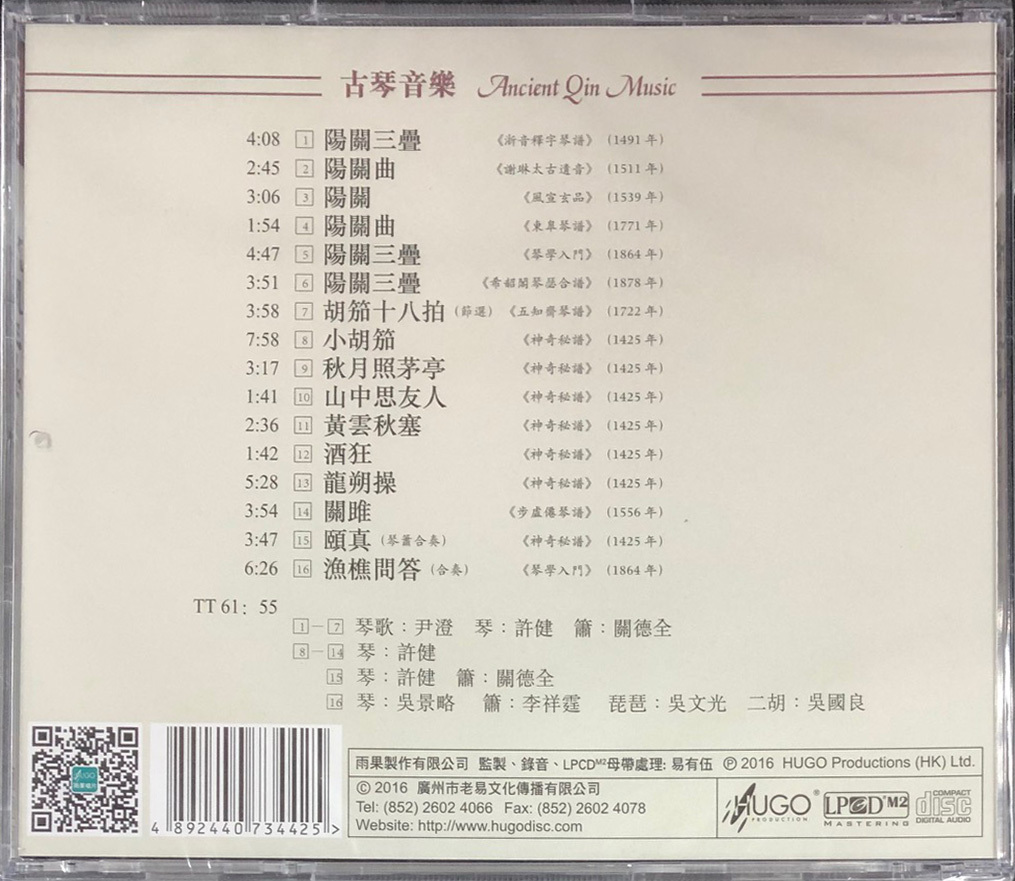 古琴音樂 Ancient Qin Music
4:08 1 陽關三疊 《浙音釋字琴譜》 (1491 年)
2:45 2 陽關曲 《謝琳太古遺音》 (1511 年)
3:06 3 陽關 《風宣玄品》 (1539 年)
1:54 4 陽關曲 《東皋琴譜》 (1771 年)
4:47 5 陽關三疊 《琴學入門》 (1864 年)
3:51 6 陽關三疊 《希韶閣琴瑟合譜》 (1878 年)
3:58 7 胡笳十八拍 (節選) 《五知齋琴譜》 (1722 年)
7:58 8 小胡笳 《神奇秘譜》 (1425 年)
3:17 9 秋月照茅亭 《神奇秘譜》 (1425 年)
1:41 10 山中思友人 《神奇秘譜》 (1425 年)
2:36 11 黃雲秋塞 《神奇秘譜》 (1425 年)
1:42 12 酒狂 《神奇秘譜》 (1425 年)
5:28 13 龍朔操 《神奇秘譜》 (1425 年)
3:54 14 關雎 《步虛僊琴譜》 (1556 年)
3:47 15 頤真 (琴簫合奏) 《神奇秘譜》 (1425 年)
6:26 16 漁樵問答 (合奏) 《琴學入門》 (1864 年)
TT 61: 55
1–7 琴歌：尹澄 琴：許健 簫：關德全
8–14 琴：許健
15 琴：許健 簫：關德全
16 琴：吳景略 簫：李祥霆 琵琶：吳文光 二胡：吳國良
雨果製作有限公司 監製、錄音、LPCDM2母帶處理: 易有伍 ℗ 2016 HUGO Productions (HK) Ltd.
© 2016 廣州市老易文化傳播有限公司
Tel: (852) 2602 4066 Fax: (852) 2602 4078
Website: http://www.hugodisc.com
HUGO PRODUCTION
LPCD M2 MASTERING
COMPACT disc DIGITAL AUDIO
HUGO
4 892440 734425 >